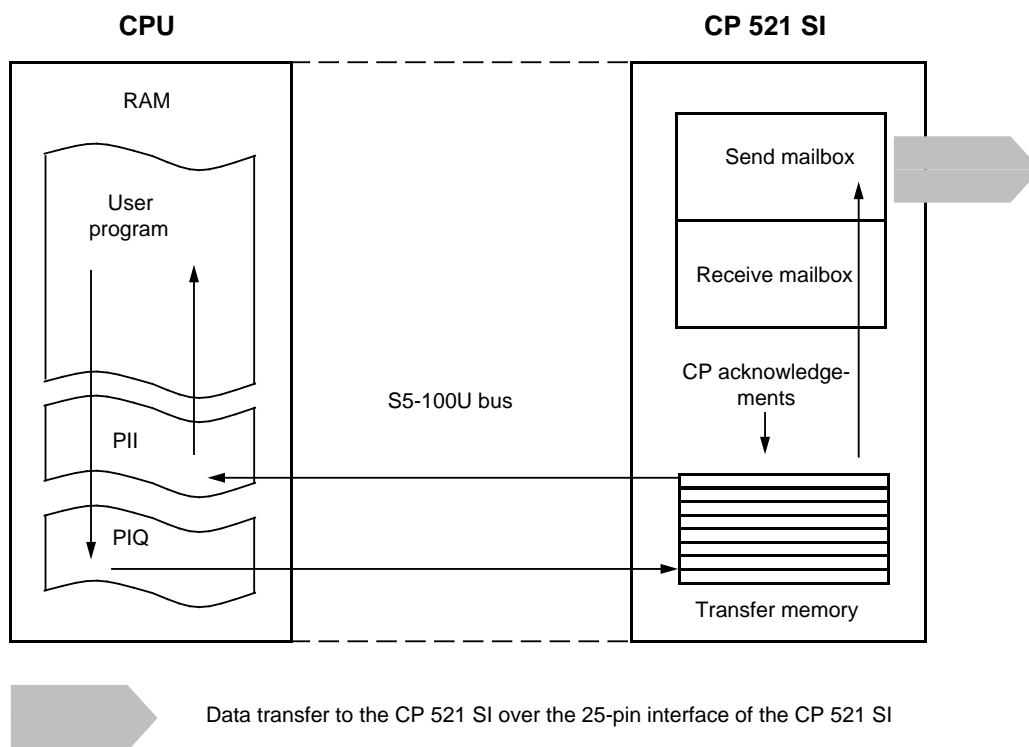 CPU
CP 521 SI
RAM
User
program
Send mailbox
Receive mailbox
CP acknowledge-
ments
S5-100U bus
PII
PIQ
Transfer memory
Data transfer to the CP 521 SI over the 25-pin interface of the CP 521 SI